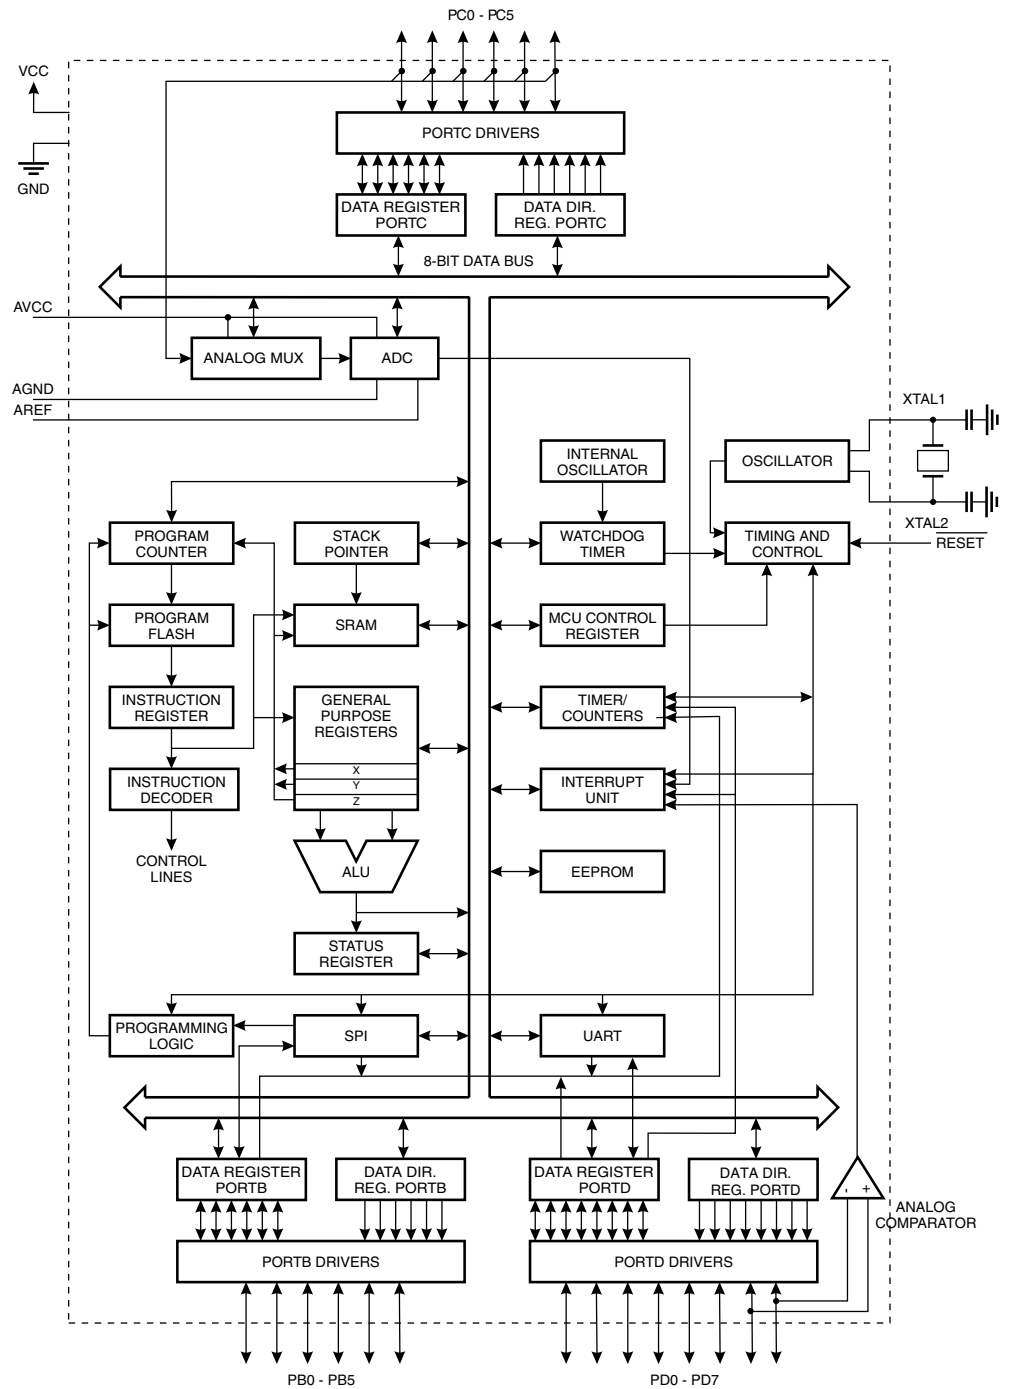 PC0 - PC5
VCC
GND
PORTC DRIVERS
DATA REGISTER
PORTC
DATA DIR.
REG. PORTC
8-BIT DATA BUS
AVCC
ANALOG MUX
ADC
AGND
AREF
XTAL1
INTERNAL
OSCILLATOR
OSCILLATOR
XTAL2
RESET
PROGRAM
COUNTER
STACK
POINTER
WATCHDOG
TIMER
TIMING AND
CONTROL
PROGRAM
FLASH
SRAM
MCU CONTROL
REGISTER
INSTRUCTION
REGISTER
GENERAL
PURPOSE
REGISTERS
X
Y
Z
TIMER/
COUNTERS
INSTRUCTION
DECODER
INTERRUPT
UNIT
CONTROL
LINES
ALU
EEPROM
STATUS
REGISTER
PROGRAMMING
LOGIC
SPI
UART
DATA REGISTER
PORTB
DATA DIR.
REG. PORTB
DATA REGISTER
PORTD
DATA DIR.
REG. PORTD
- +
ANALOG
COMPARATOR
PORTB DRIVERS
PORTD DRIVERS
PB0 - PB5
PD0 - PD7